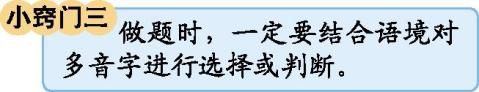 小窍门三
做题时，一定要结合语境对
多音字进行选择或判断。